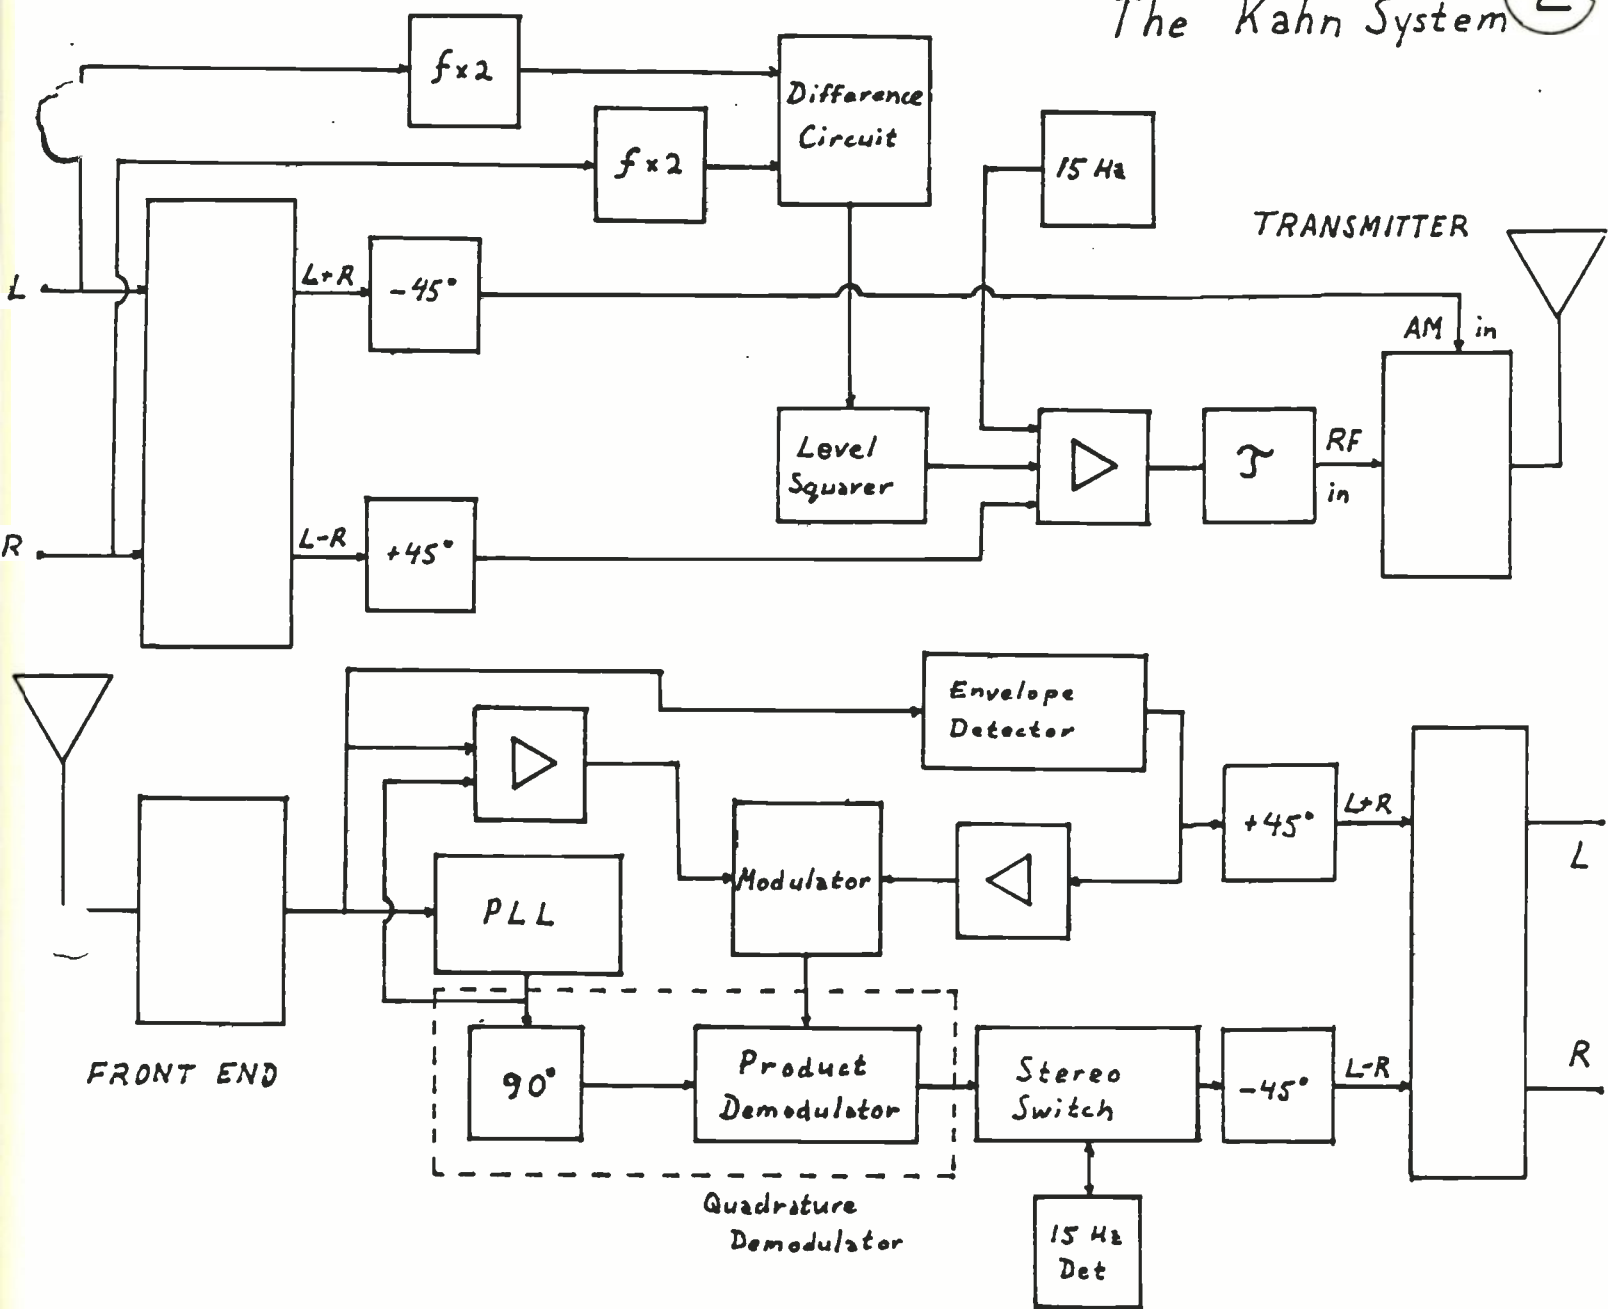 The Kahn System 2
f x 2
Difference
Circuit
f x 2
15 Hz
TRANSMITTER
L
L+R
-45°
AM in
Level
Squarer
RF
in
R
L-R
+45°
Envelope
Detector
+45°
L+R
L
Modulator
PLL
FRONT END
90°
Product
Demodulator
Stereo
Switch
-45°
L-R
R
Quadrature
Demodulator
15 Hz
Det